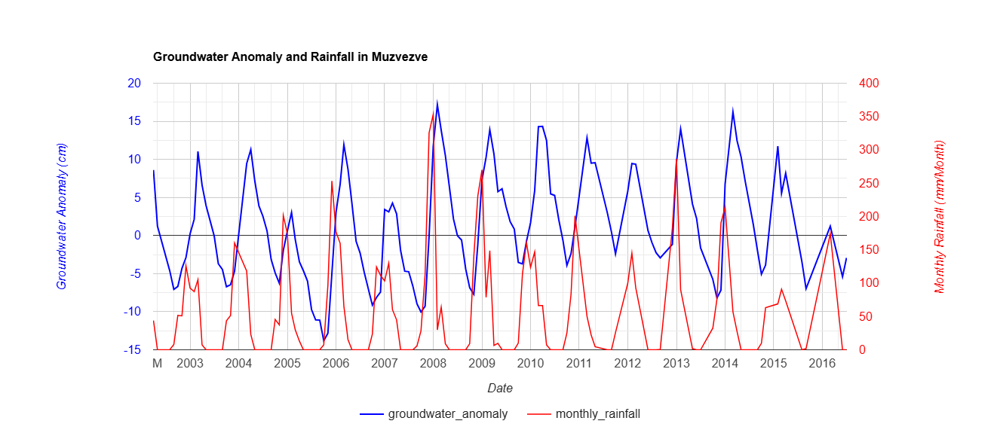 Groundwater Anomaly and Rainfall in Muzvezve
20
15
10
5
0
-5
-10
-15
Groundwater Anomaly (cm)
400
350
300
250
200
150
100
50
0
Monthly Rainfall (mm/Month)
M 2003 2004 2005 2006 2007 2008 2009 2010 2011 2012 2013 2014 2015 2016
Date
groundwater_anomaly monthly_rainfall